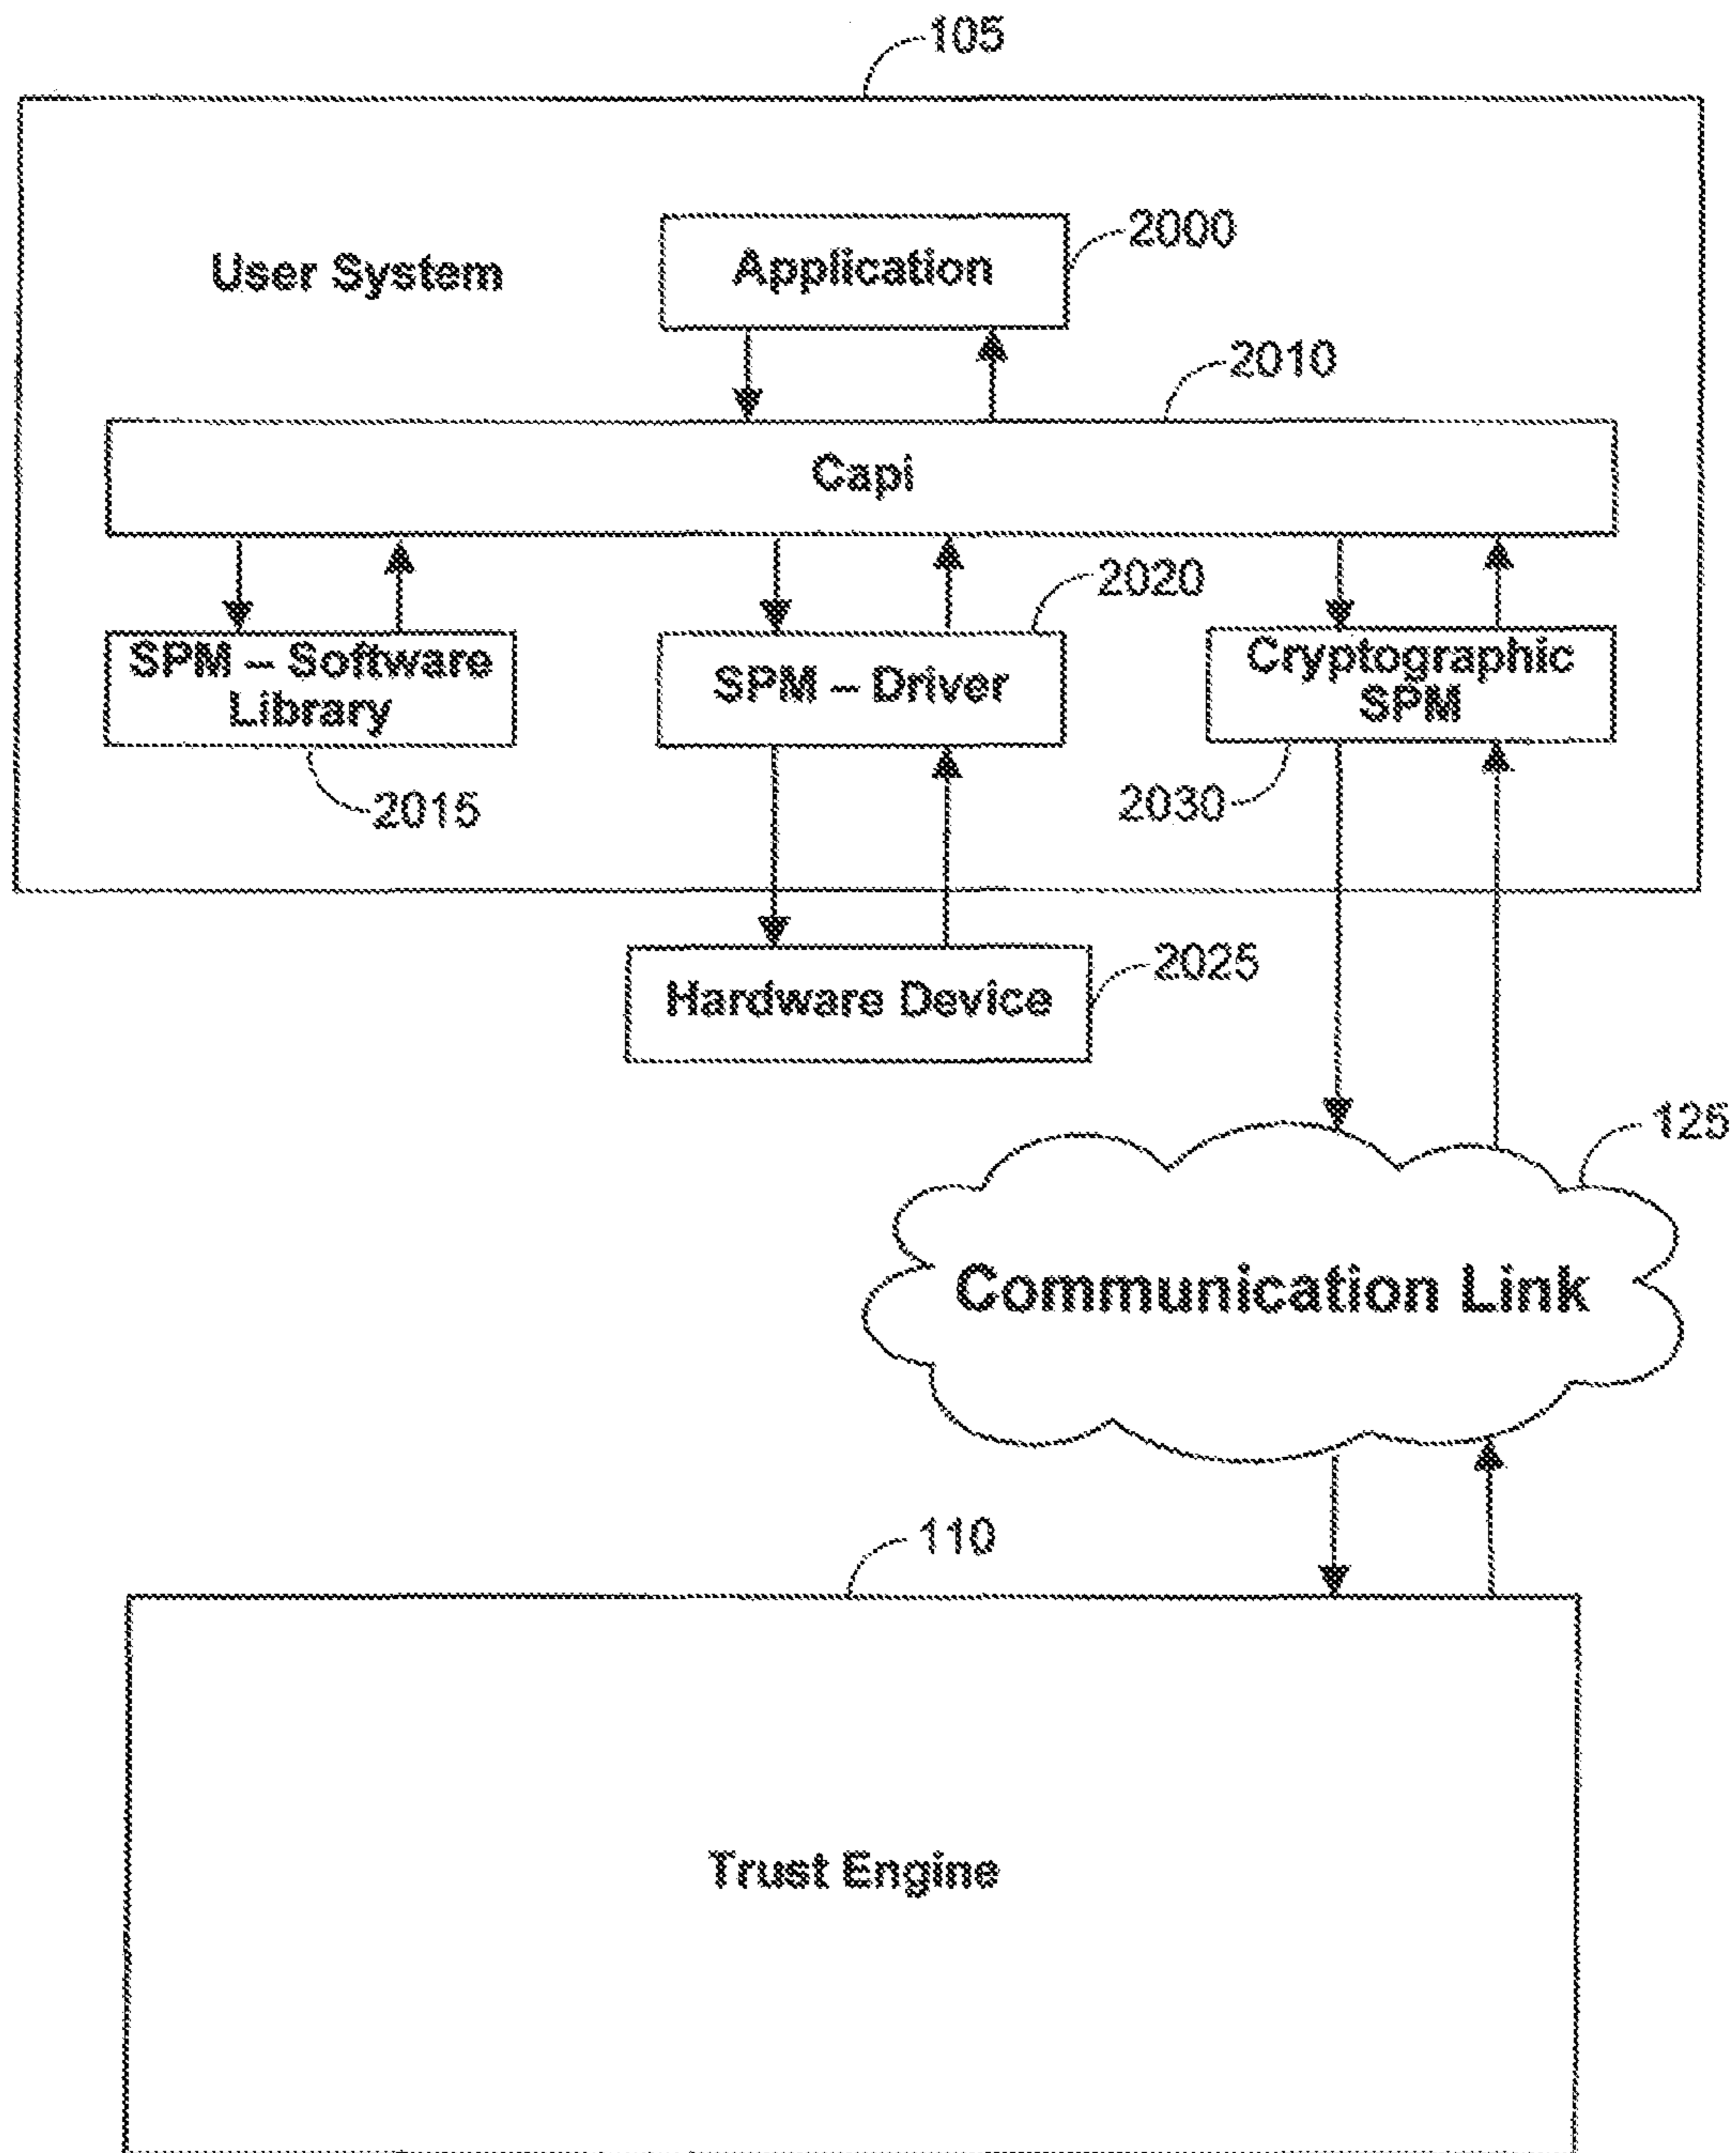 105
User System
Application
2000
2010
Capi
2020
SPM -- Software
Library
SPM -- Driver
Cryptographic
SPM
2015
2030
Hardware Device
2025
125
Communication Link
110
Trust Engine